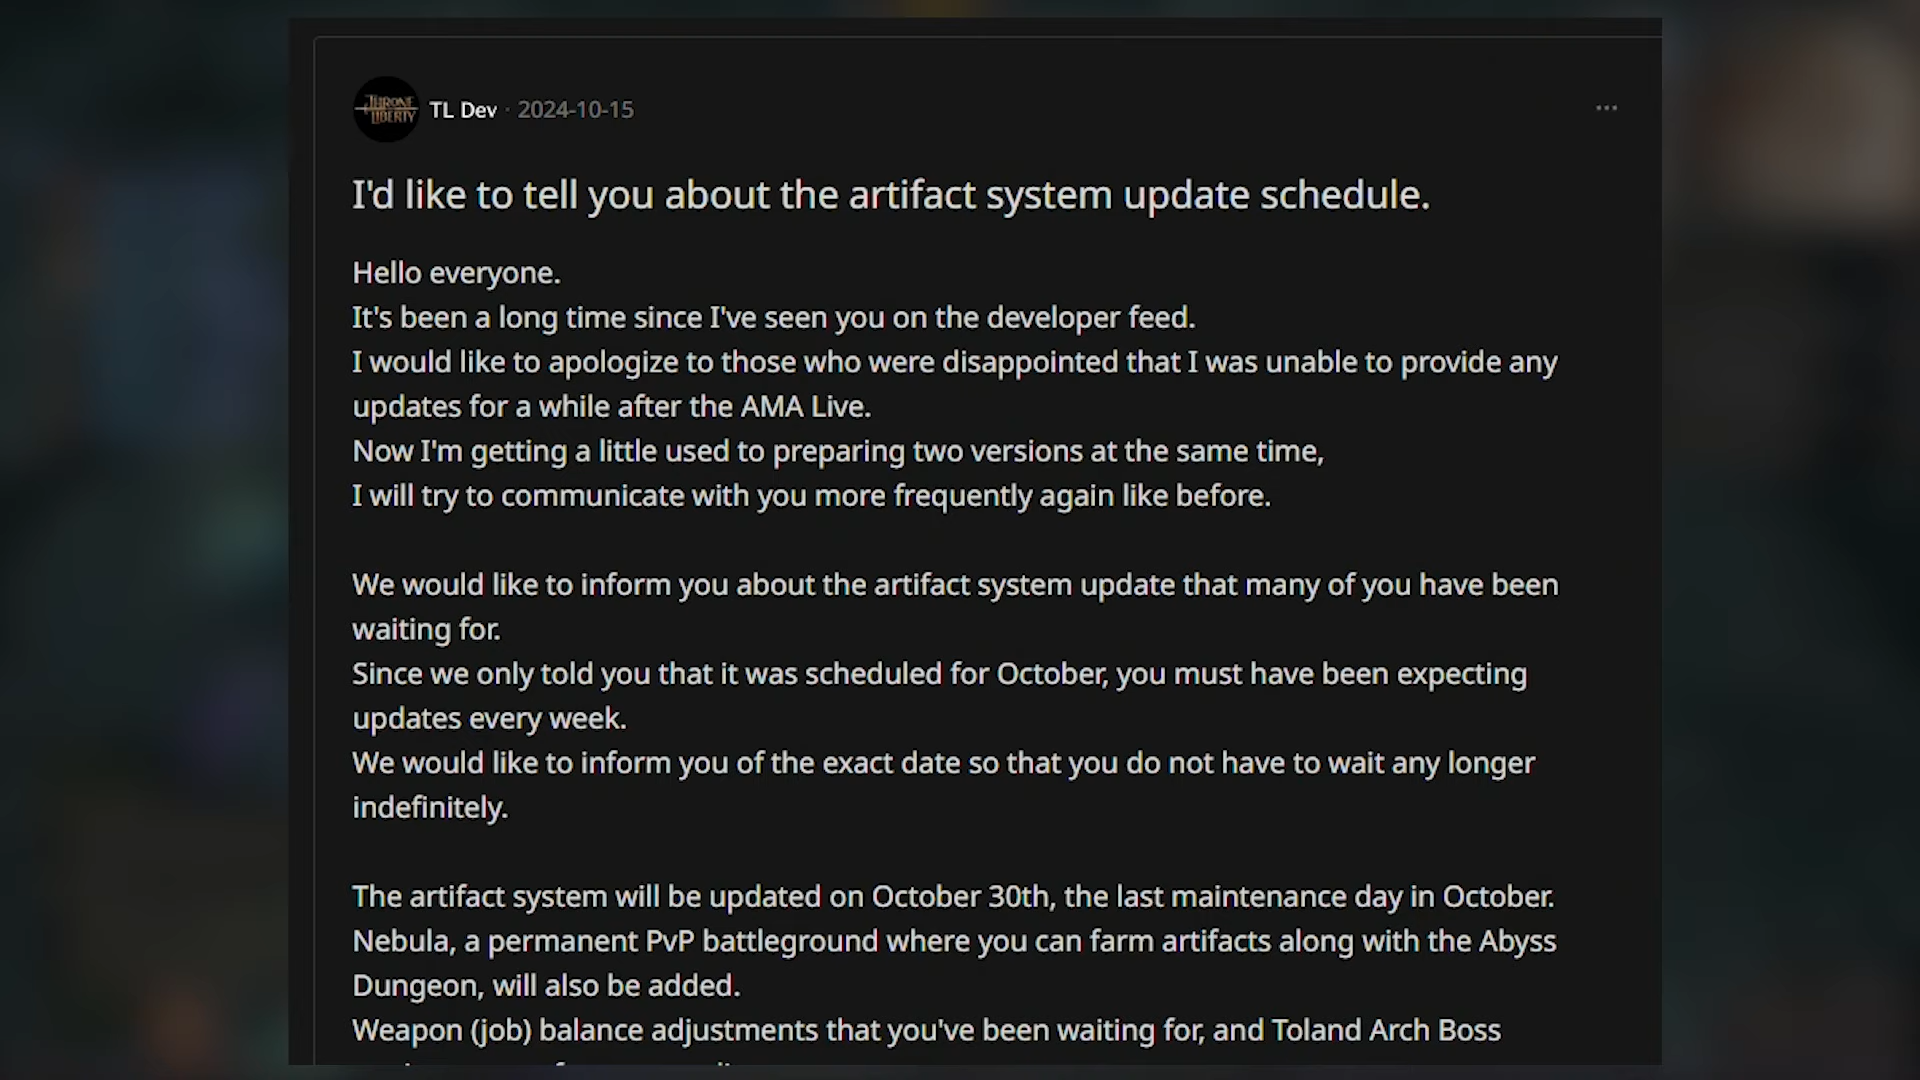 THRONE
LIBERTY
TL Dev · 2024-10-15
I'd like to tell you about the artifact system update schedule.
Hello everyone.
It's been a long time since I've seen you on the developer feed.
I would like to apologize to those who were disappointed that I was unable to provide any
updates for a while after the AMA Live.
Now I'm getting a little used to preparing two versions at the same time,
I will try to communicate with you more frequently again like before.
We would like to inform you about the artifact system update that many of you have been
waiting for.
Since we only told you that it was scheduled for October, you must have been expecting
updates every week.
We would like to inform you of the exact date so that you do not have to wait any longer
indefinitely.
The artifact system will be updated on October 30th, the last maintenance day in October.
Nebula, a permanent PvP battleground where you can farm artifacts along with the Abyss
Dungeon, will also be added.
Weapon (job) balance adjustments that you've been waiting for, and Toland Arch Boss